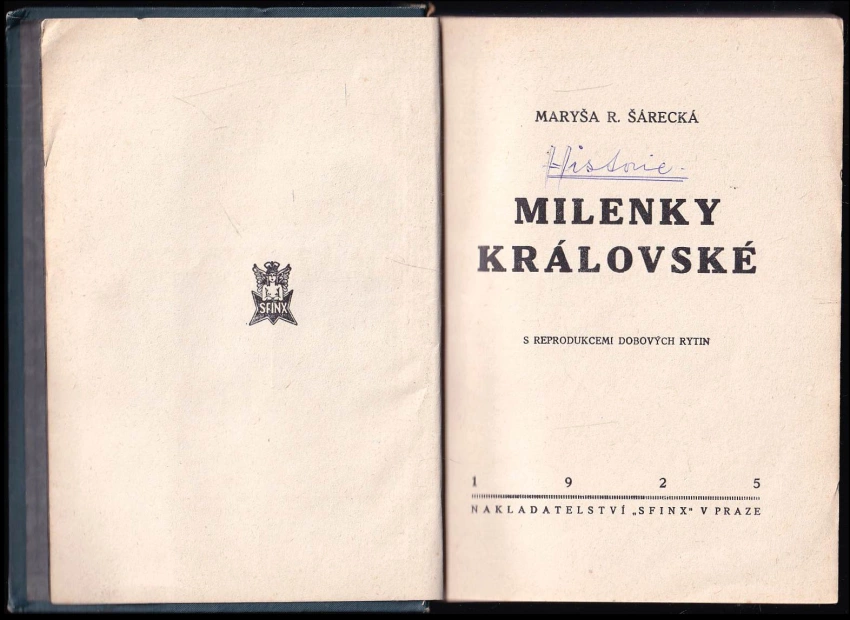 SFINX
MARYŠA R. ŠÁRECKÁ
Historie.
MILENKY
KRÁLOVSKÉ
S REPRODUKCEMI DOBOVÝCH RYTIN
1 9 2 5
NAKLADATELSTVÍ „SFINX“ V PRAZE